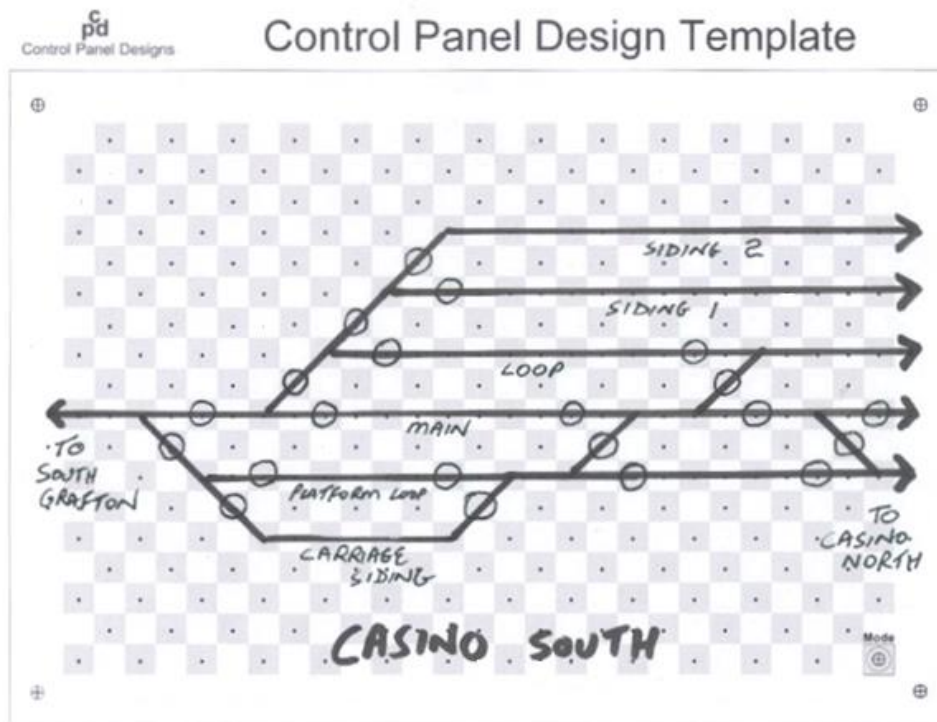 c
pd
Control Panel Designs
Control Panel Design Template
SIDING 2
SIDING 1
LOOP
MAIN
TO
SOUTH
GRAFTON
PLATFORM LOOP
CARRIAGE
SIDING
TO
CASINO
NORTH
CASINO SOUTH
Mode